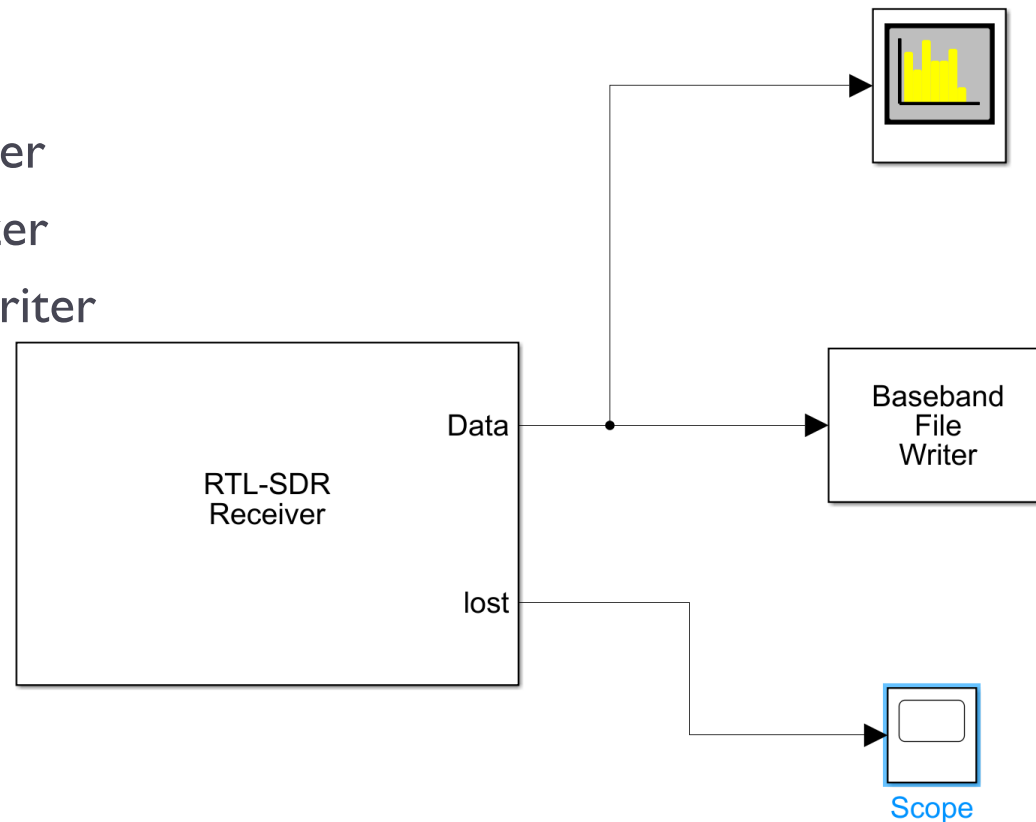 er
er
riter
Data
RTL-SDR
Receiver
lost
Baseband
File
Writer
Scope